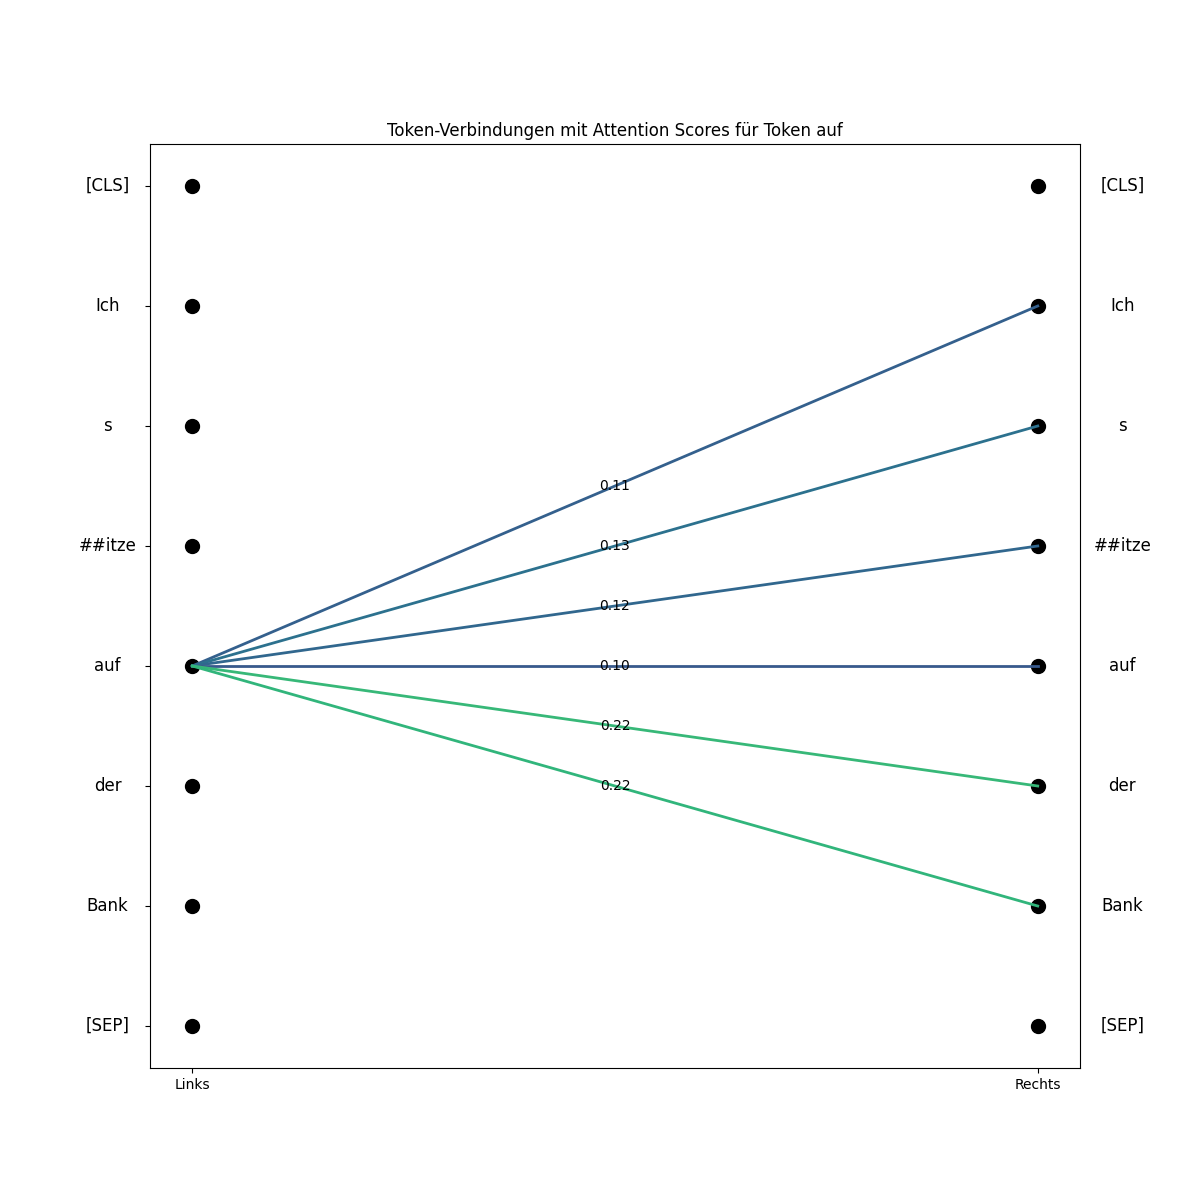 Token-Verbindungen mit Attention Scores für Token auf
[CLS] [CLS]
Ich Ich
s s
0.11
##itze 0.13 ##itze
0.12
auf 0.10 auf
0.22
der 0.22 der
Bank Bank
[SEP] [SEP]
Links Rechts